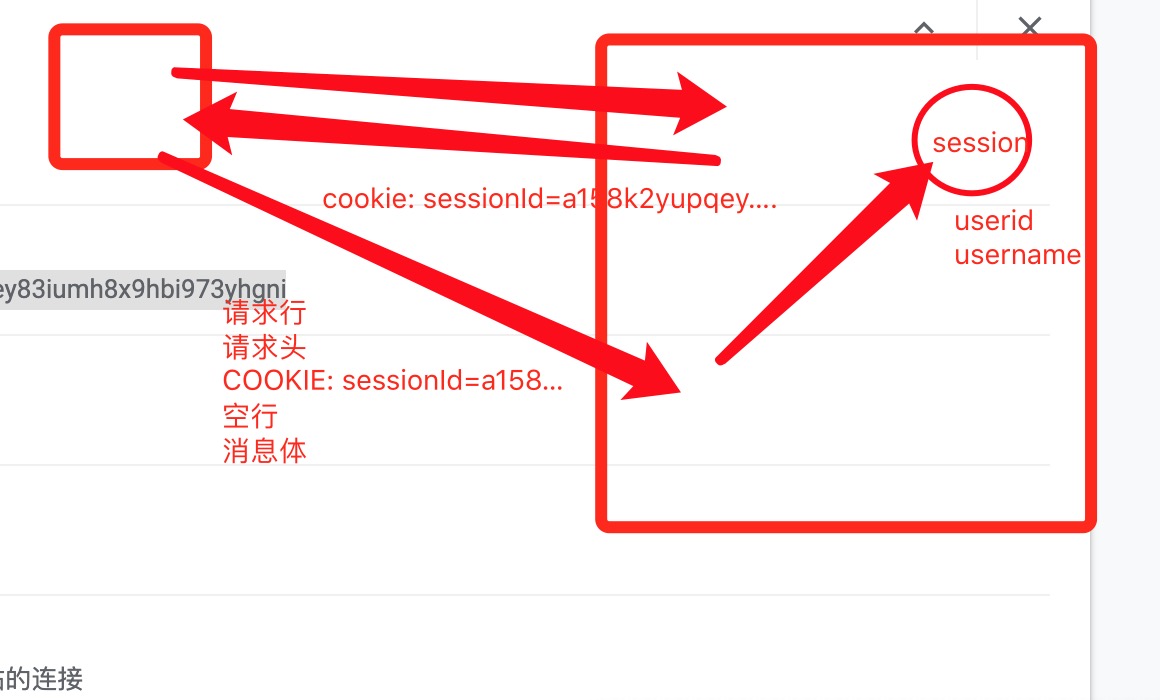 session
cookie: sessionId=a158k2yupqey....
userid
username
ey83iumh8x9hbi973yhgni
请求行
请求头
COOKIE: sessionId=a158...
空行
消息体
的连接